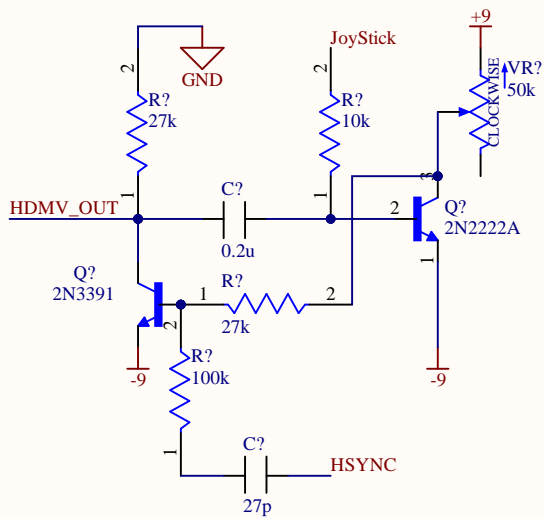 +9
JoyStick
GND
VR?
50k
CLOCKWISE
2
R?
27k
1
2
R?
10k
1
HDMV_OUT
C?
0.2u
3
2
Q?
2N2222A
1
Q?
2N3391
2
1
R?
27k
2
-9
-9
R?
100k
1
C?
27p
HSYNC